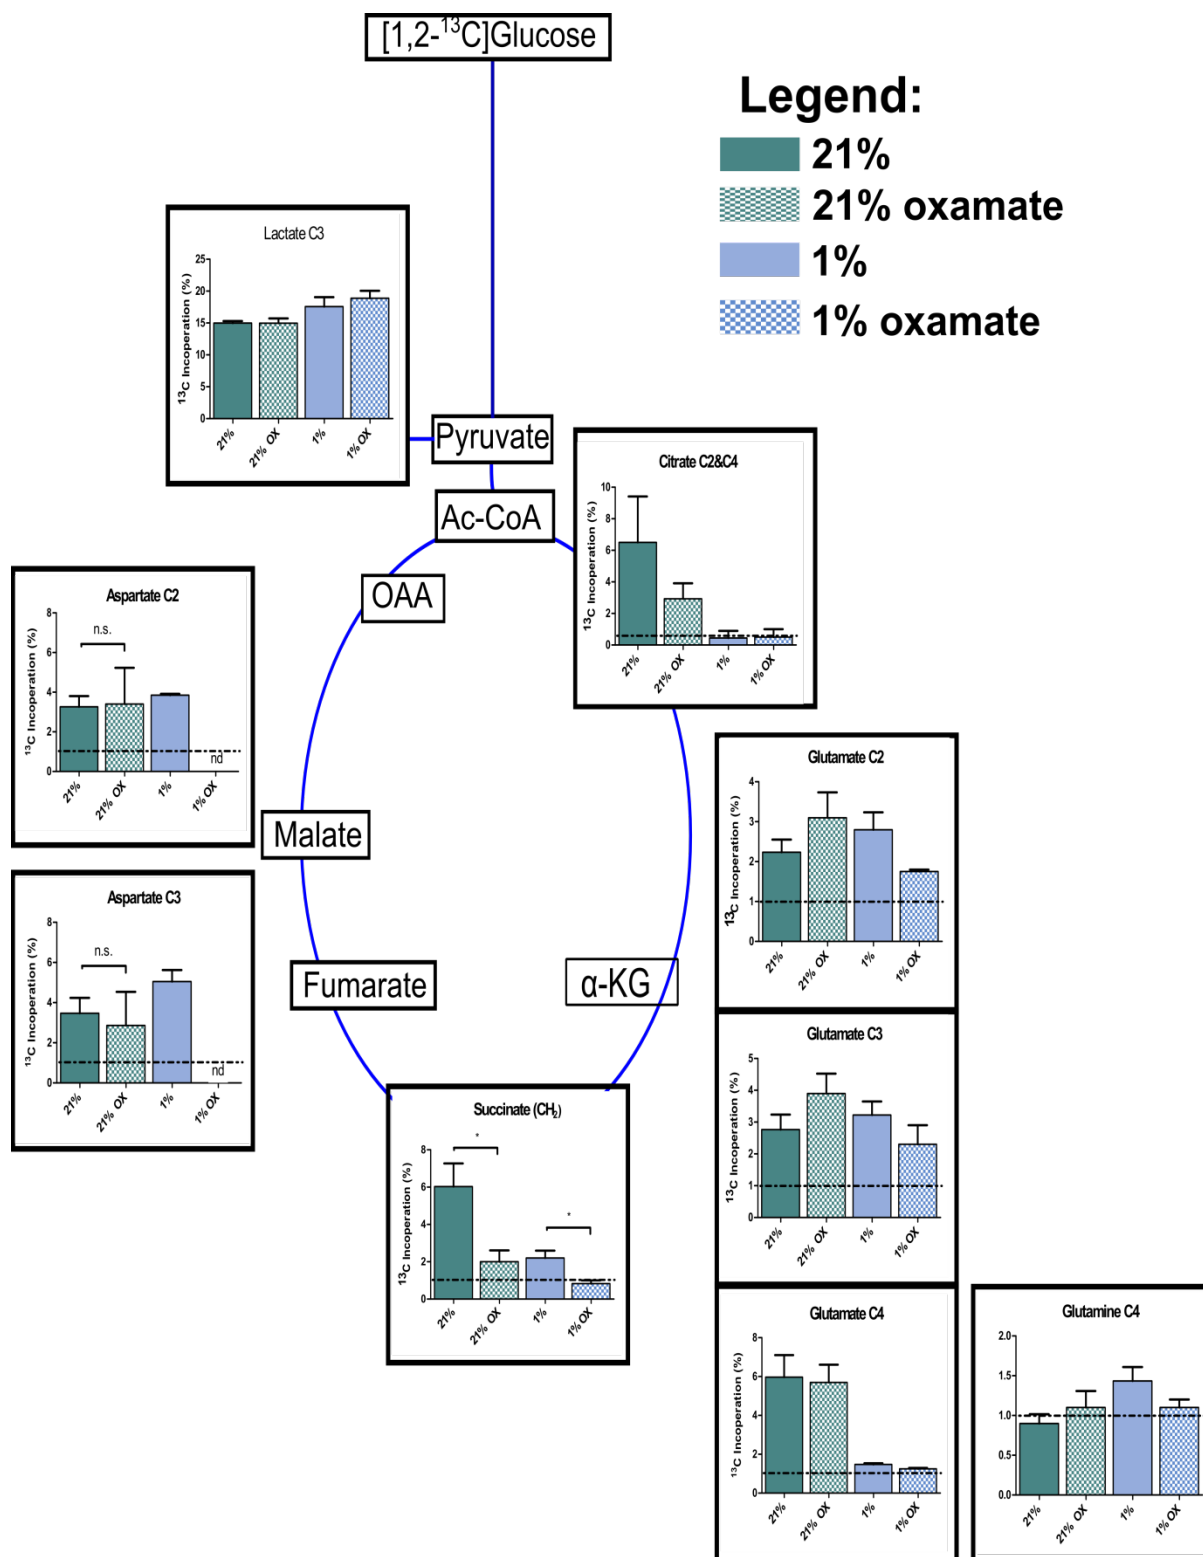 [1,2-¹³C]Glucose
Legend:
21%
21% oxamate
1%
1% oxamate
Lactate C3
¹³C Incoperation (%)
25
20
15
10
5
0
21%
21% OX
1%
1% OX
Pyruvate
Ac-CoA
OAA
Malate
Fumarate
α-KG
Citrate C2&C4
¹³C Incoperation (%)
10
8
6
4
2
0
21%
21% OX
1%
1% OX
Aspartate C2
¹³C Incoperation (%)
8
6
4
2
0
n.s.
nd
21%
21% OX
1%
1% OX
Glutamate C2
¹³C Incoperation (%)
4
3
2
1
0
21%
21% OX
1%
1% OX
Aspartate C3
¹³C Incoperation (%)
8
6
4
2
0
n.s.
nd
21%
21% OX
1%
1% OX
Glutamate C3
¹³C Incoperation (%)
5
4
3
2
1
0
21%
21% OX
1%
1% OX
Succinate (CH₂)
¹³C Incoperation (%)
8
6
4
2
0
*
*
21%
21% OX
1%
1% OX
Glutamate C4
¹³C Incoperation (%)
8
6
4
2
0
21%
21% OX
1%
1% OX
Glutamine C4
2.0
1.5
1.0
0.5
0.0
21%
21% OX
1%
1% OX